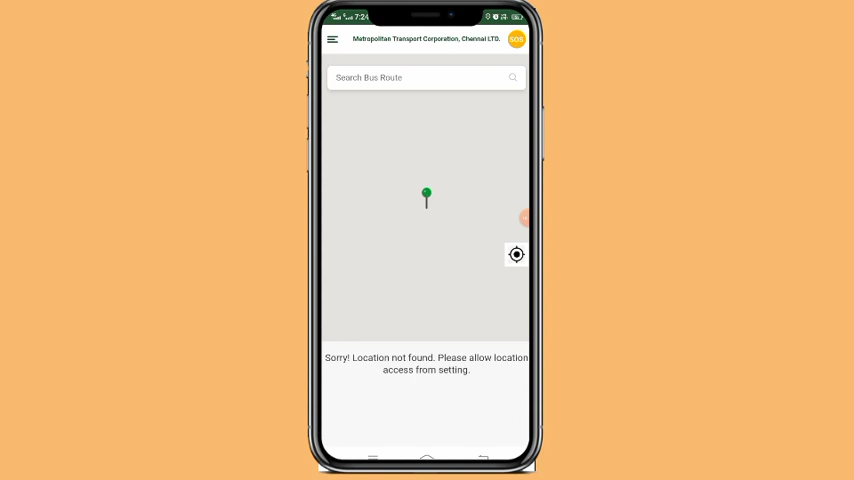 7:24
Metropolitan Transport Corporation, Chennai LTD.
SOS
Search Bus Route
Sorry! Location not found. Please allow location
access from setting.